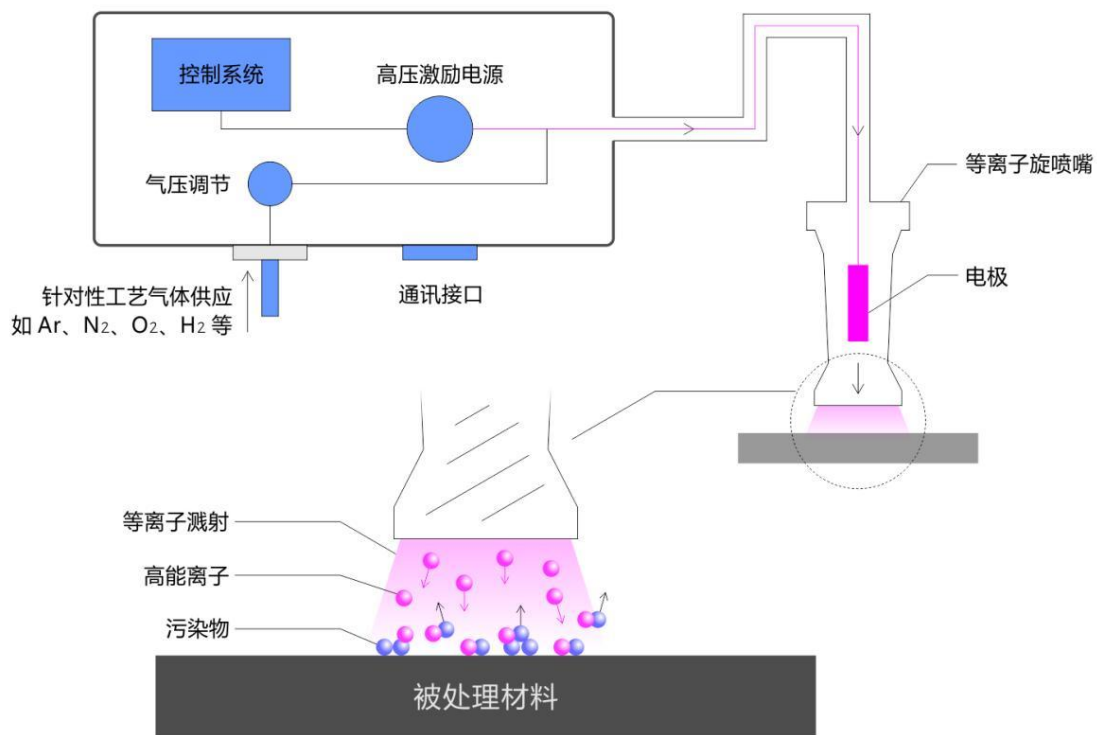 控制系统
高压激励电源
气压调节
等离子旋喷嘴
电极
针对性工艺气体供应
如 Ar、N2、O2、H2 等
通讯接口
等离子溅射
高能离子
污染物
被处理材料